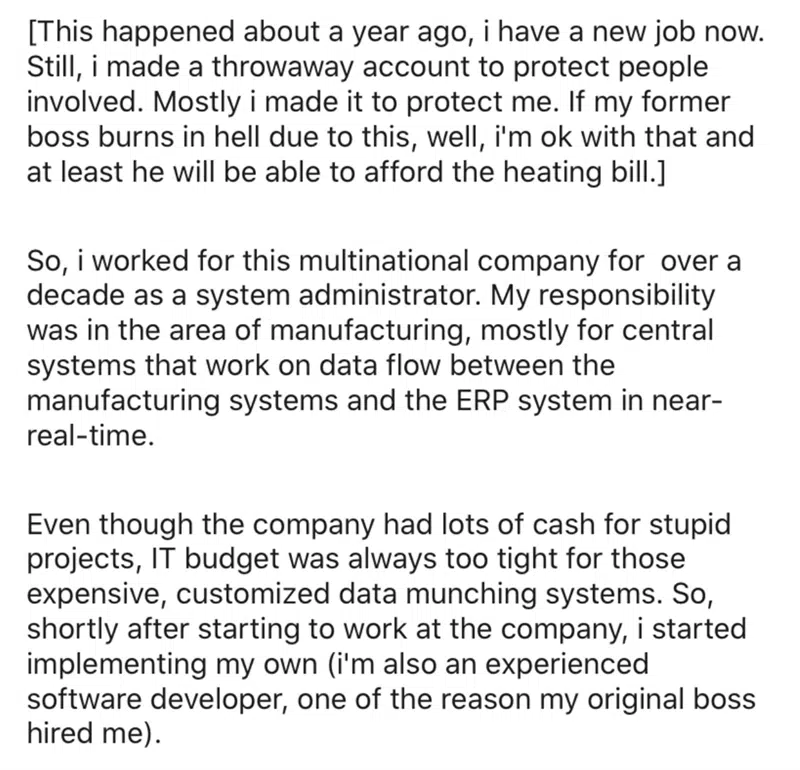 [This happened about a year ago, i have a new job now.
Still, i made a throwaway account to protect people
involved. Mostly i made it to protect me. If my former
boss burns in hell due to this, well, i'm ok with that and
at least he will be able to afford the heating bill.]
So, i worked for this multinational company for  over a
decade as a system administrator. My responsibility
was in the area of manufacturing, mostly for central
systems that work on data flow between the
manufacturing systems and the ERP system in near-
real-time.
Even though the company had lots of cash for stupid
projects, IT budget was always too tight for those
expensive, customized data munching systems. So,
shortly after starting to work at the company, i started
implementing my own (i'm also an experienced
software developer, one of the reason my original boss
hired me).